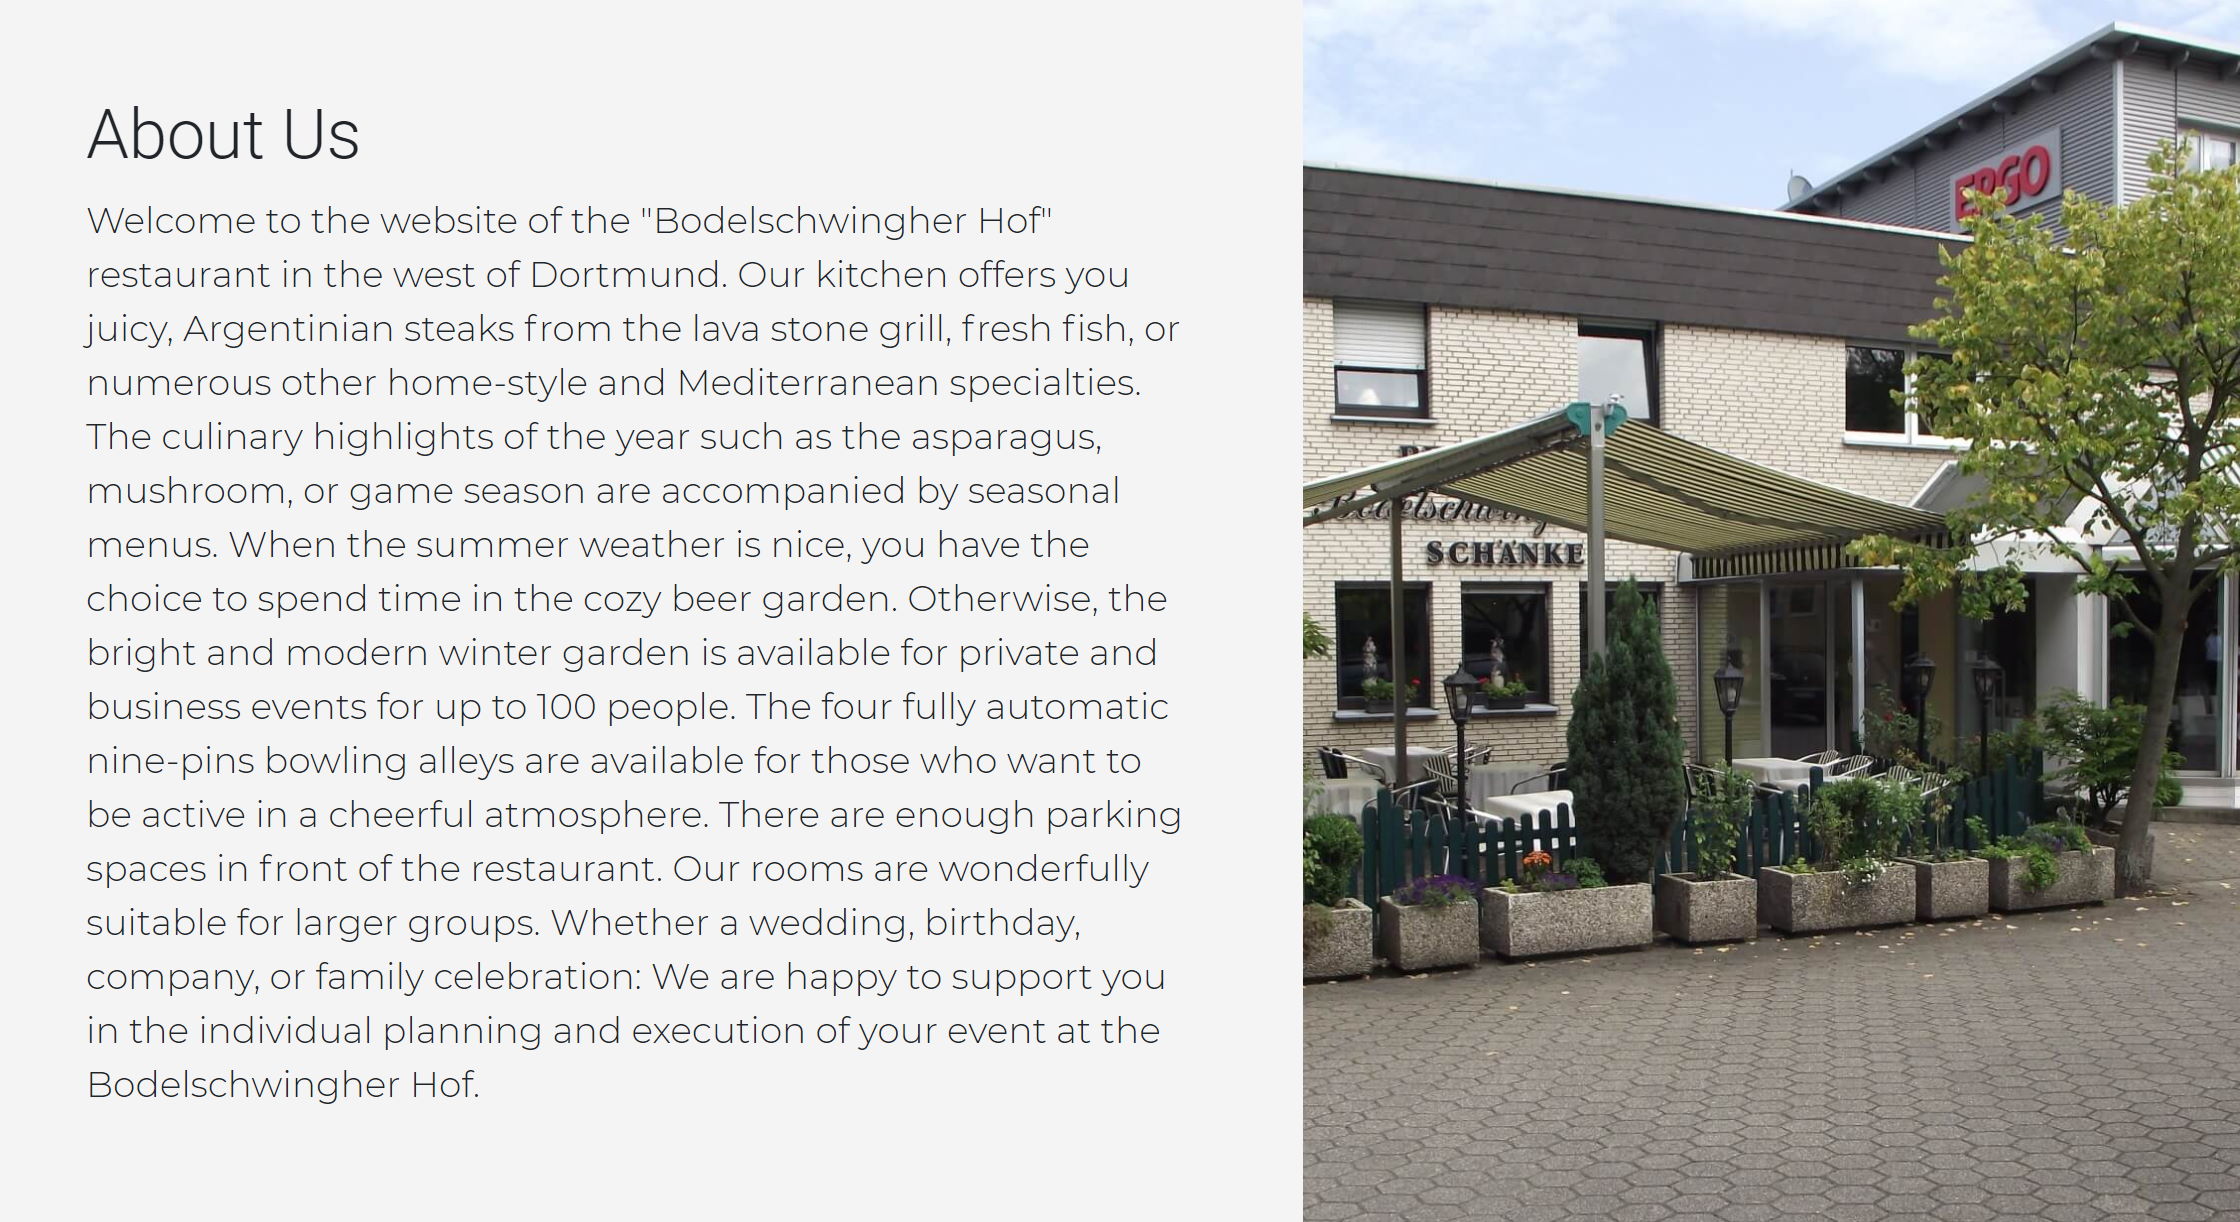 About Us
Welcome to the website of the "Bodelschwingher Hof"
restaurant in the west of Dortmund. Our kitchen offers you
juicy, Argentinian steaks from the lava stone grill, fresh fish, or
numerous other home-style and Mediterranean specialties.
The culinary highlights of the year such as the asparagus,
mushroom, or game season are accompanied by seasonal
menus. When the summer weather is nice, you have the
choice to spend time in the cozy beer garden. Otherwise, the
bright and modern winter garden is available for private and
business events for up to 100 people. The four fully automatic
nine-pins bowling alleys are available for those who want to
be active in a cheerful atmosphere. There are enough parking
spaces in front of the restaurant. Our rooms are wonderfully
suitable for larger groups. Whether a wedding, birthday,
company, or family celebration: We are happy to support you
in the individual planning and execution of your event at the
Bodelschwingher Hof.
ERGO
SCHÄNKE